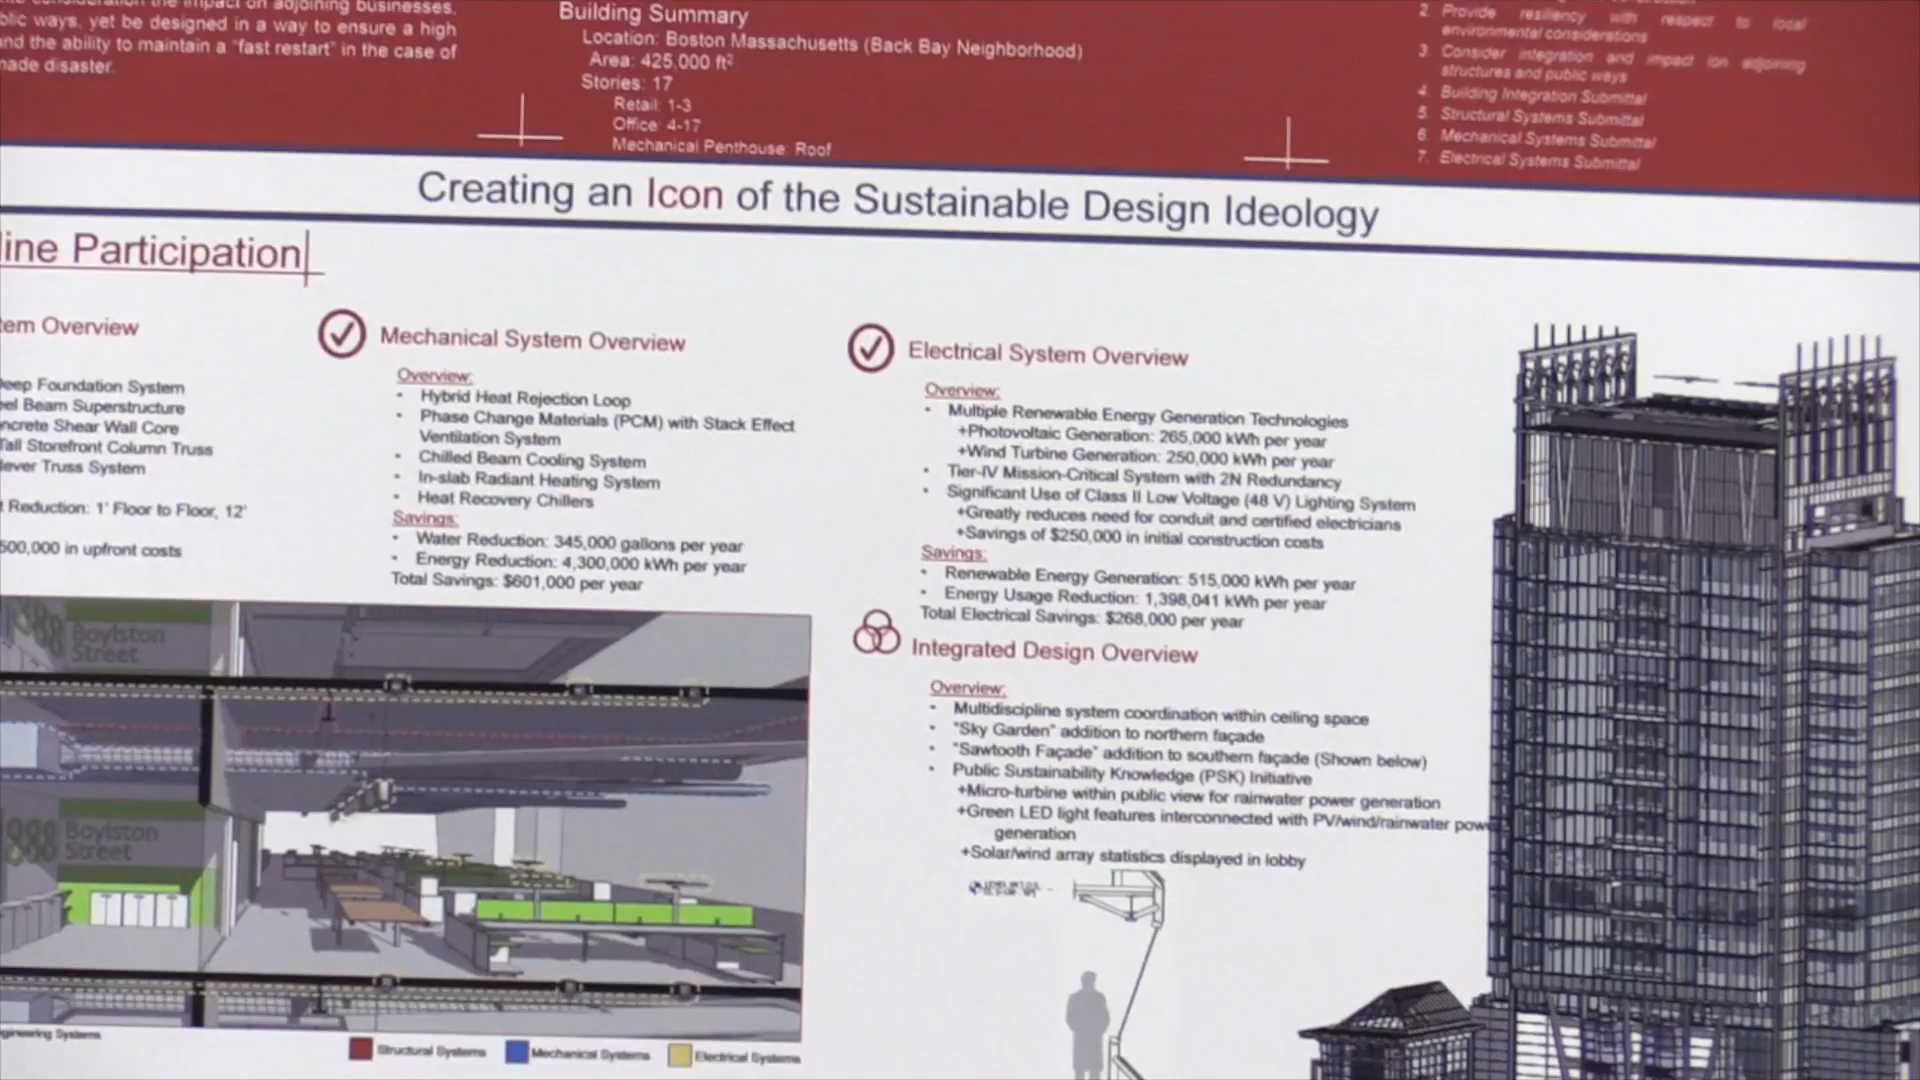 the impact on adjoining businesses,
blic ways, yet be designed in a way to ensure a high
and the ability to maintain a "fast restart" in the case of
made disaster.
Building Summary
Location: Boston Massachusetts (Back Bay Neighborhood)
Area: 425,000 ft²
Stories: 17
Retail: 1-3
Office: 4-17
Mechanical Penthouse: Roof
2. Provide resiliency with respect to local
environmental considerations
3. Consider integration and impact ion adjoining
structures and public ways
4. Building Integration Submittal
5. Structural Systems Submittal
6. Mechanical Systems Submittal
7. Electrical Systems Submittal
Creating an Icon of the Sustainable Design Ideology
line Participation
tem Overview
Deep Foundation System
eel Beam Superstructure
oncrete Shear Wall Core
Tall Storefront Column Truss
lever Truss System
t Reduction: 1' Floor to Floor, 12'
500,000 in upfront costs
Mechanical System Overview
Overview:
• Hybrid Heat Rejection Loop
• Phase Change Materials (PCM) with Stack Effect
Ventilation System
• Chilled Beam Cooling System
• In-slab Radiant Heating System
• Heat Recovery Chillers
Savings:
• Water Reduction: 345,000 gallons per year
• Energy Reduction: 4,300,000 kWh per year
Total Savings: $601,000 per year
Electrical System Overview
Overview:
• Multiple Renewable Energy Generation Technologies
+Photovoltaic Generation: 265,000 kWh per year
+Wind Turbine Generation: 250,000 kWh per year
• Tier-IV Mission-Critical System with 2N Redundancy
• Significant Use of Class II Low Voltage (48 V) Lighting System
+Greatly reduces need for conduit and certified electricians
+Savings of $250,000 in initial construction costs
Savings:
• Renewable Energy Generation: 515,000 kWh per year
• Energy Usage Reduction: 1,398,041 kWh per year
Total Electrical Savings: $268,000 per year
Integrated Design Overview
Overview:
• Multidiscipline system coordination within ceiling space
• "Sky Garden" addition to northern façade
• "Sawtooth Façade" addition to southern façade (Shown below)
• Public Sustainability Knowledge (PSK) Initiative
+Micro-turbine within public view for rainwater power generation
+Green LED light features interconnected with PV/wind/rainwater powe
generation
+Solar/wind array statistics displayed in lobby
888 Boylston
Street
888 Boylston
Street
gineering Systems
Structural Systems
Mechanical Systems
Electrical Systems